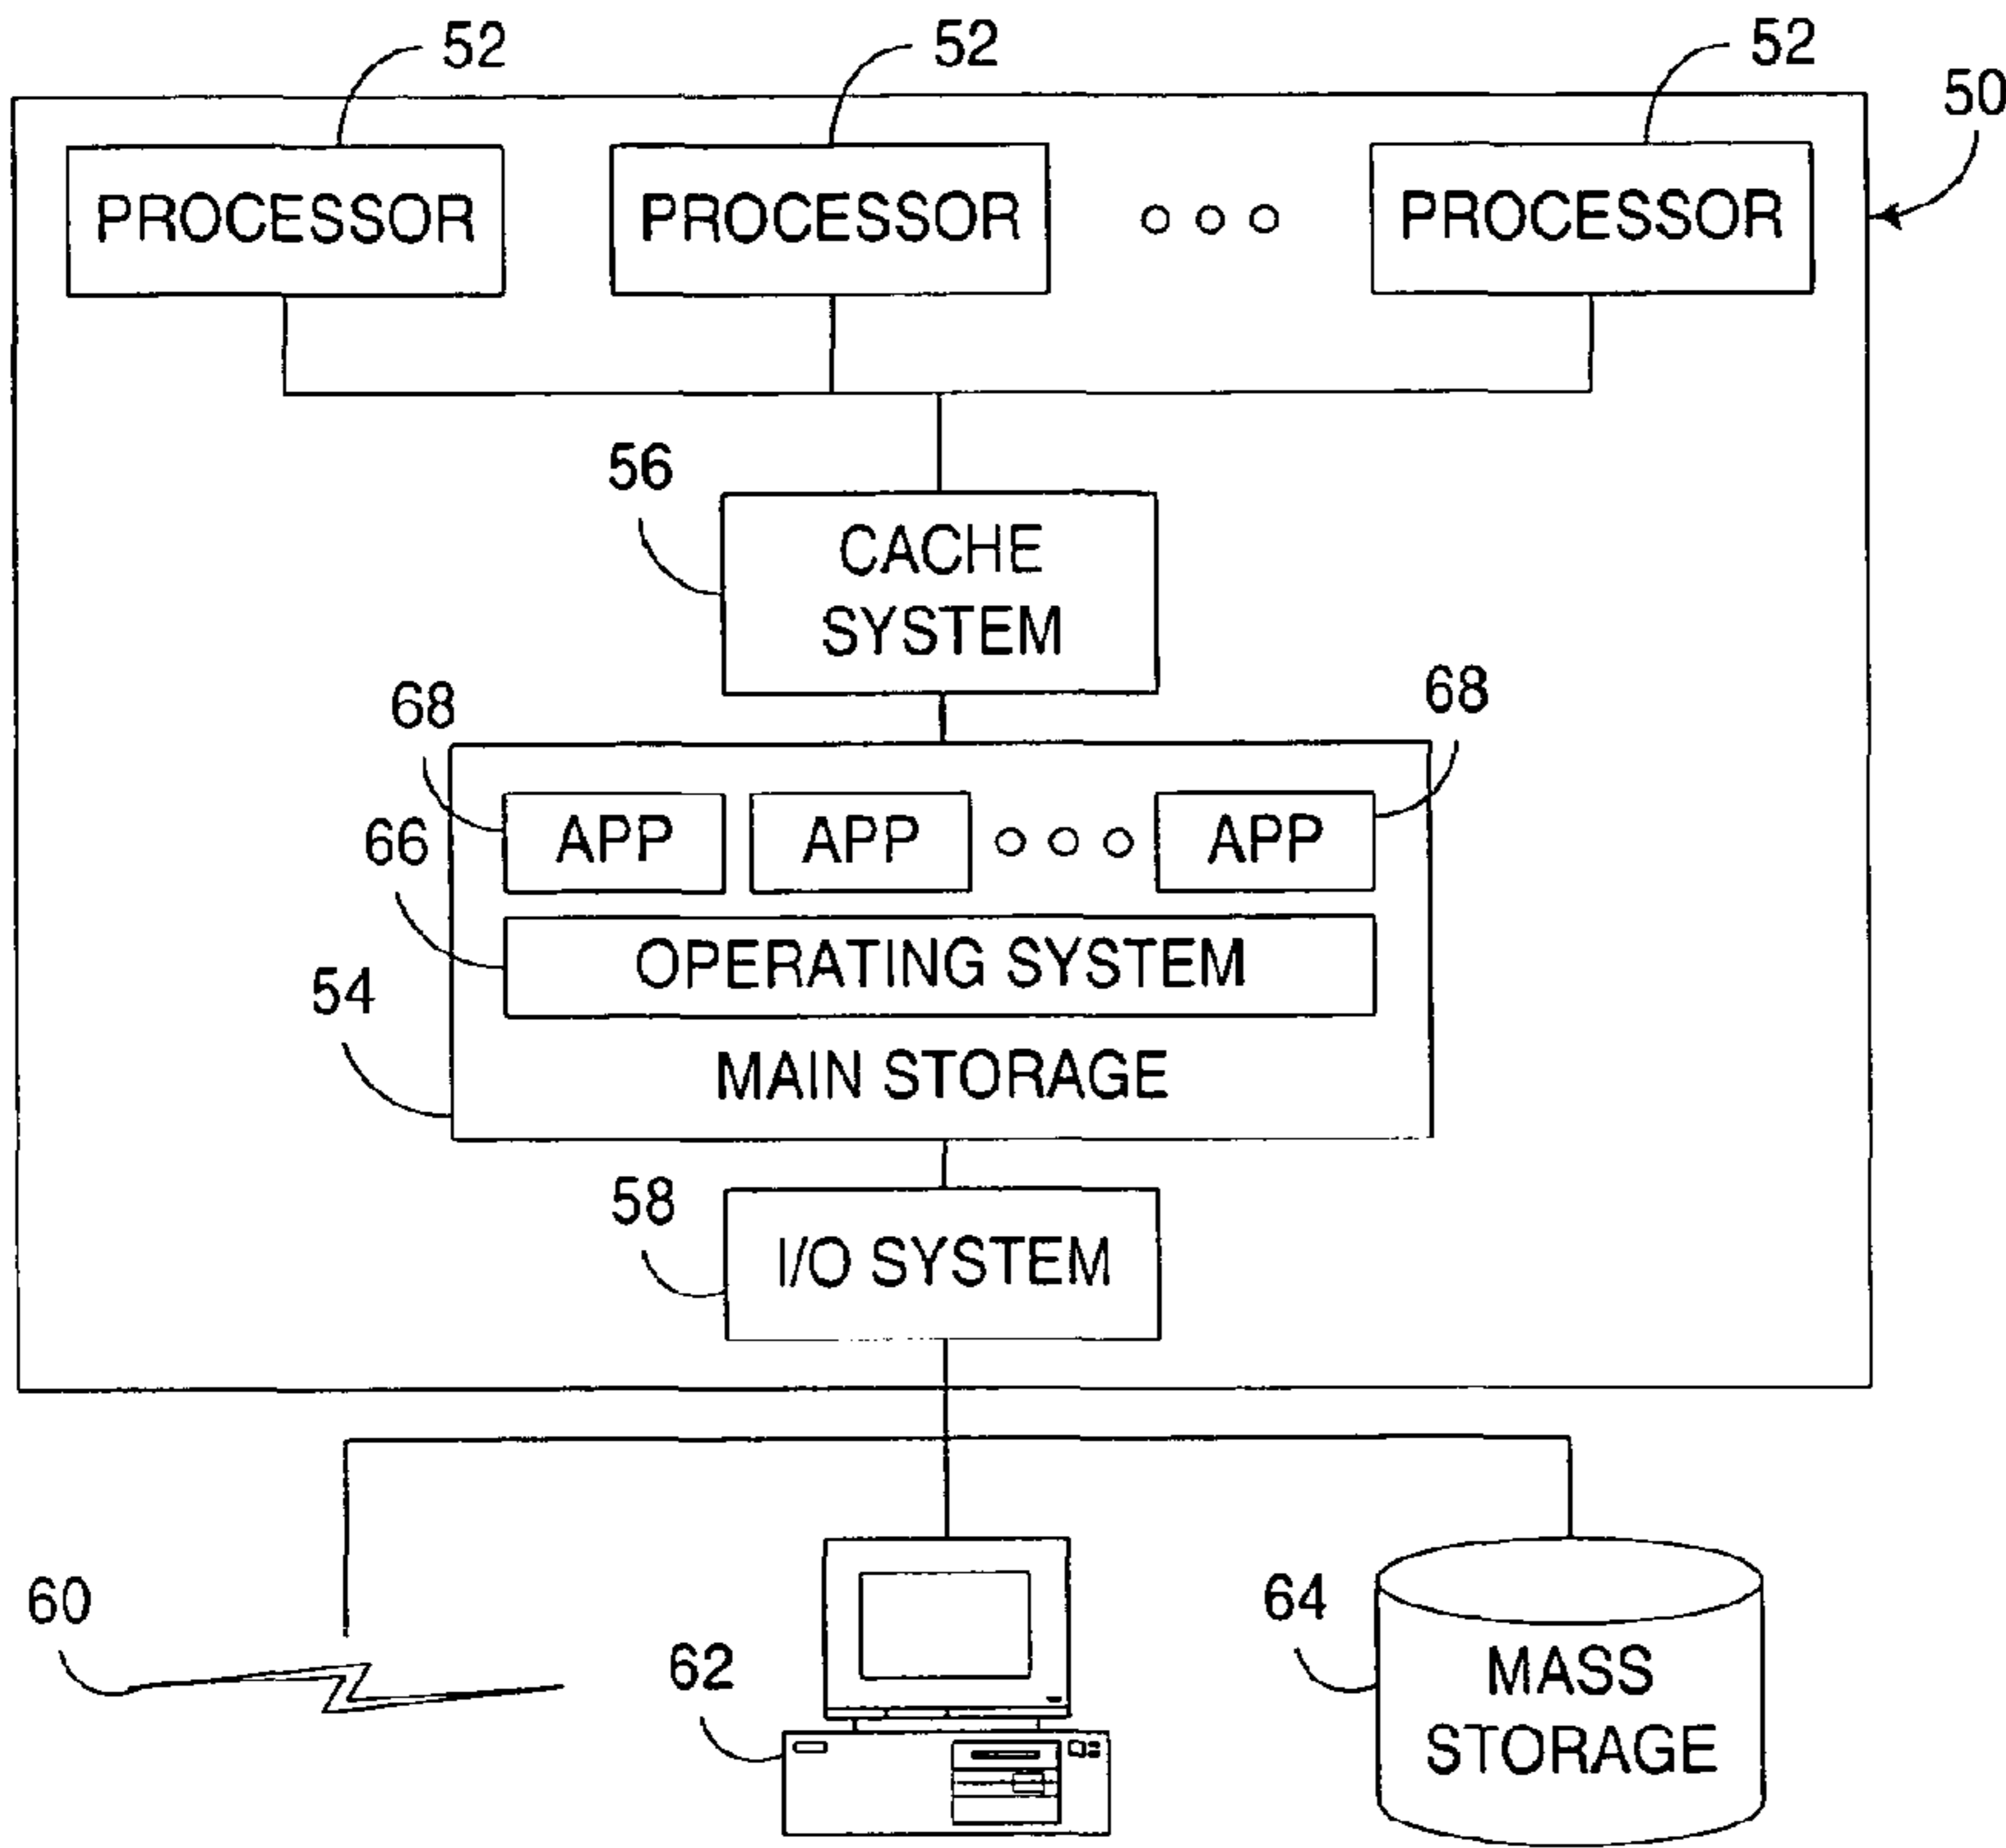 52 52 52
50
PROCESSOR PROCESSOR PROCESSOR
56
CACHE
SYSTEM
68 68
APP APP APP
66
OPERATING SYSTEM
54
MAIN STORAGE
58
I/O SYSTEM
60
62
64
MASS
STORAGE